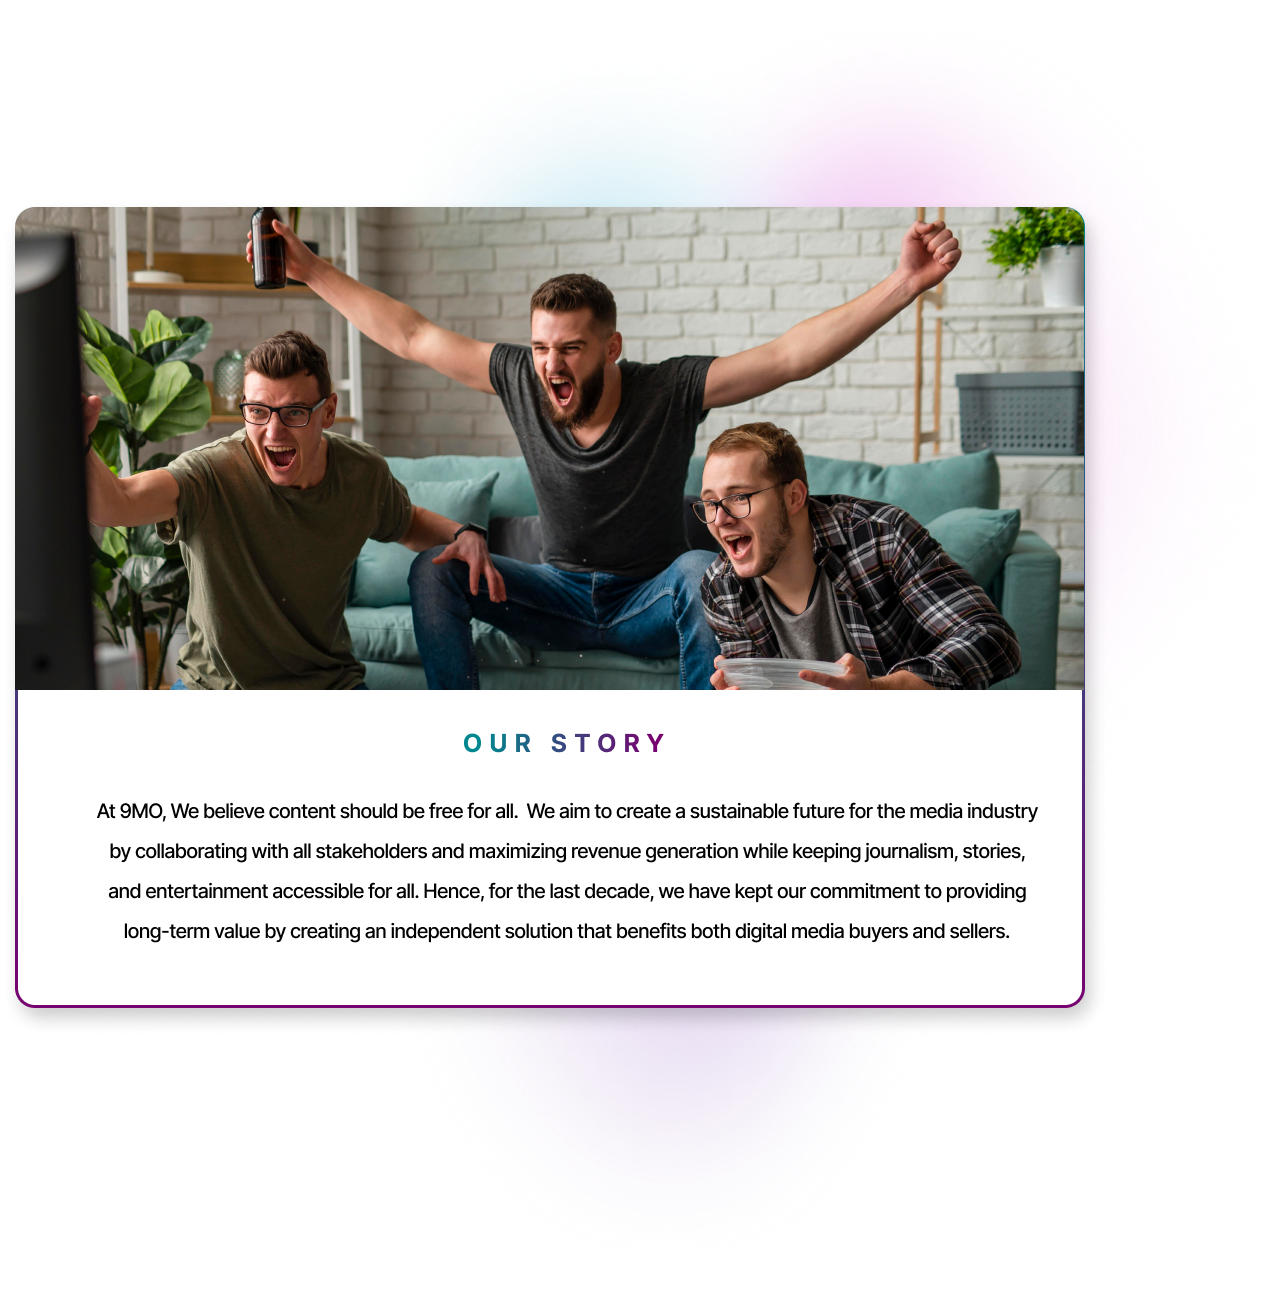 OUR STORY
At 9MO, We believe content should be free for all.  We aim to create a sustainable future for the media industry
by collaborating with all stakeholders and maximizing revenue generation while keeping journalism, stories,
and entertainment accessible for all. Hence, for the last decade, we have kept our commitment to providing
long-term value by creating an independent solution that benefits both digital media buyers and sellers.